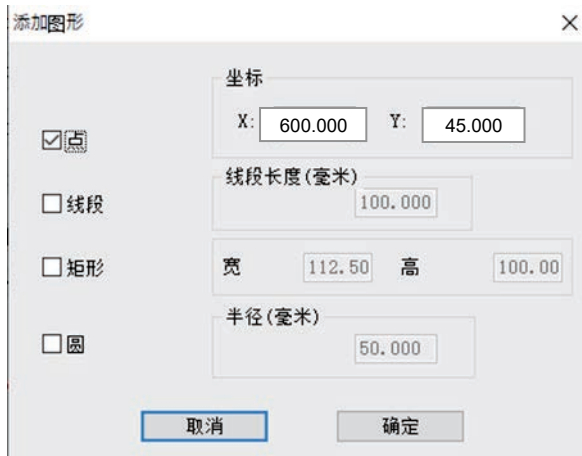 添加图形
坐标
X: 600.000 Y: 45.000
点
线段长度(毫米)
线段 100.000
矩形 宽 112.50 高 100.00
半径(毫米)
圆 50.000
取消 确定